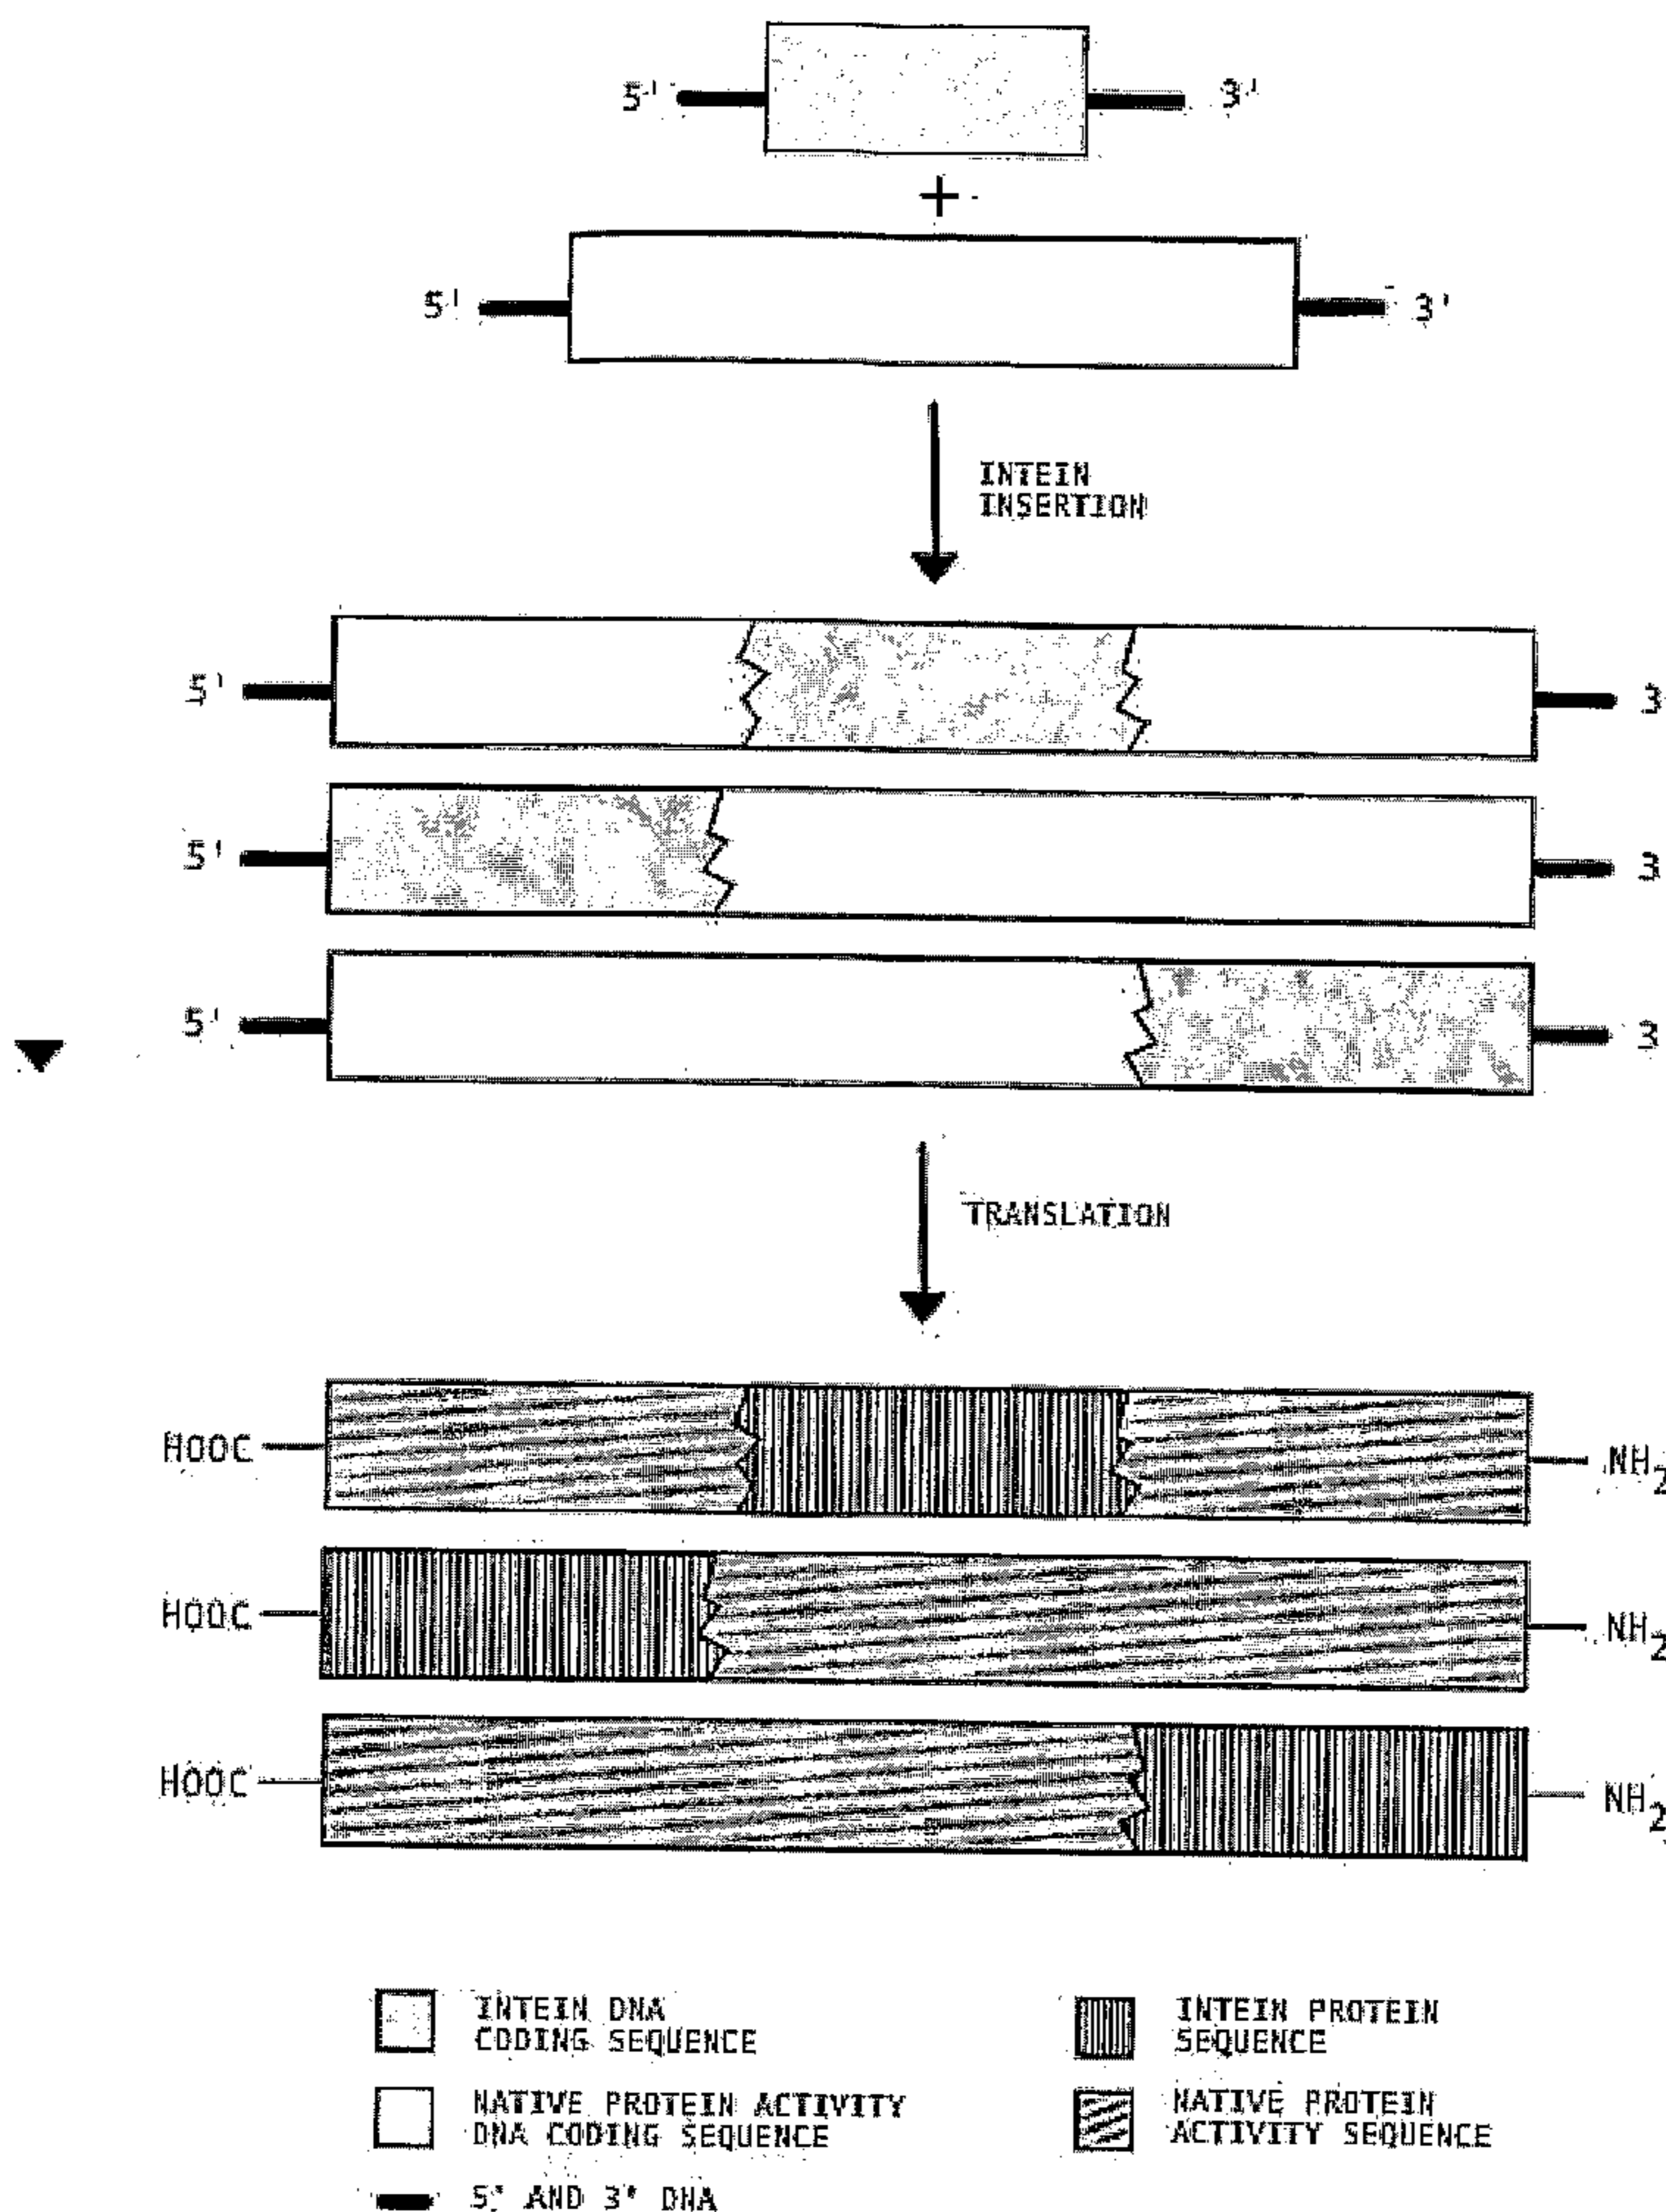 5' 3'
+
5' 3'
INTEIN
INSERTION
5' 3
5' 3
5' 3
TRANSLATION
HOOC NH2
HOOC NH2
HOOC NH2
INTEIN DNA
CODING SEQUENCE
NATIVE PROTEIN ACTIVITY
DNA CODING SEQUENCE
5' AND 3' DNA
INTEIN PROTEIN
SEQUENCE
NATIVE PROTEIN
ACTIVITY SEQUENCE